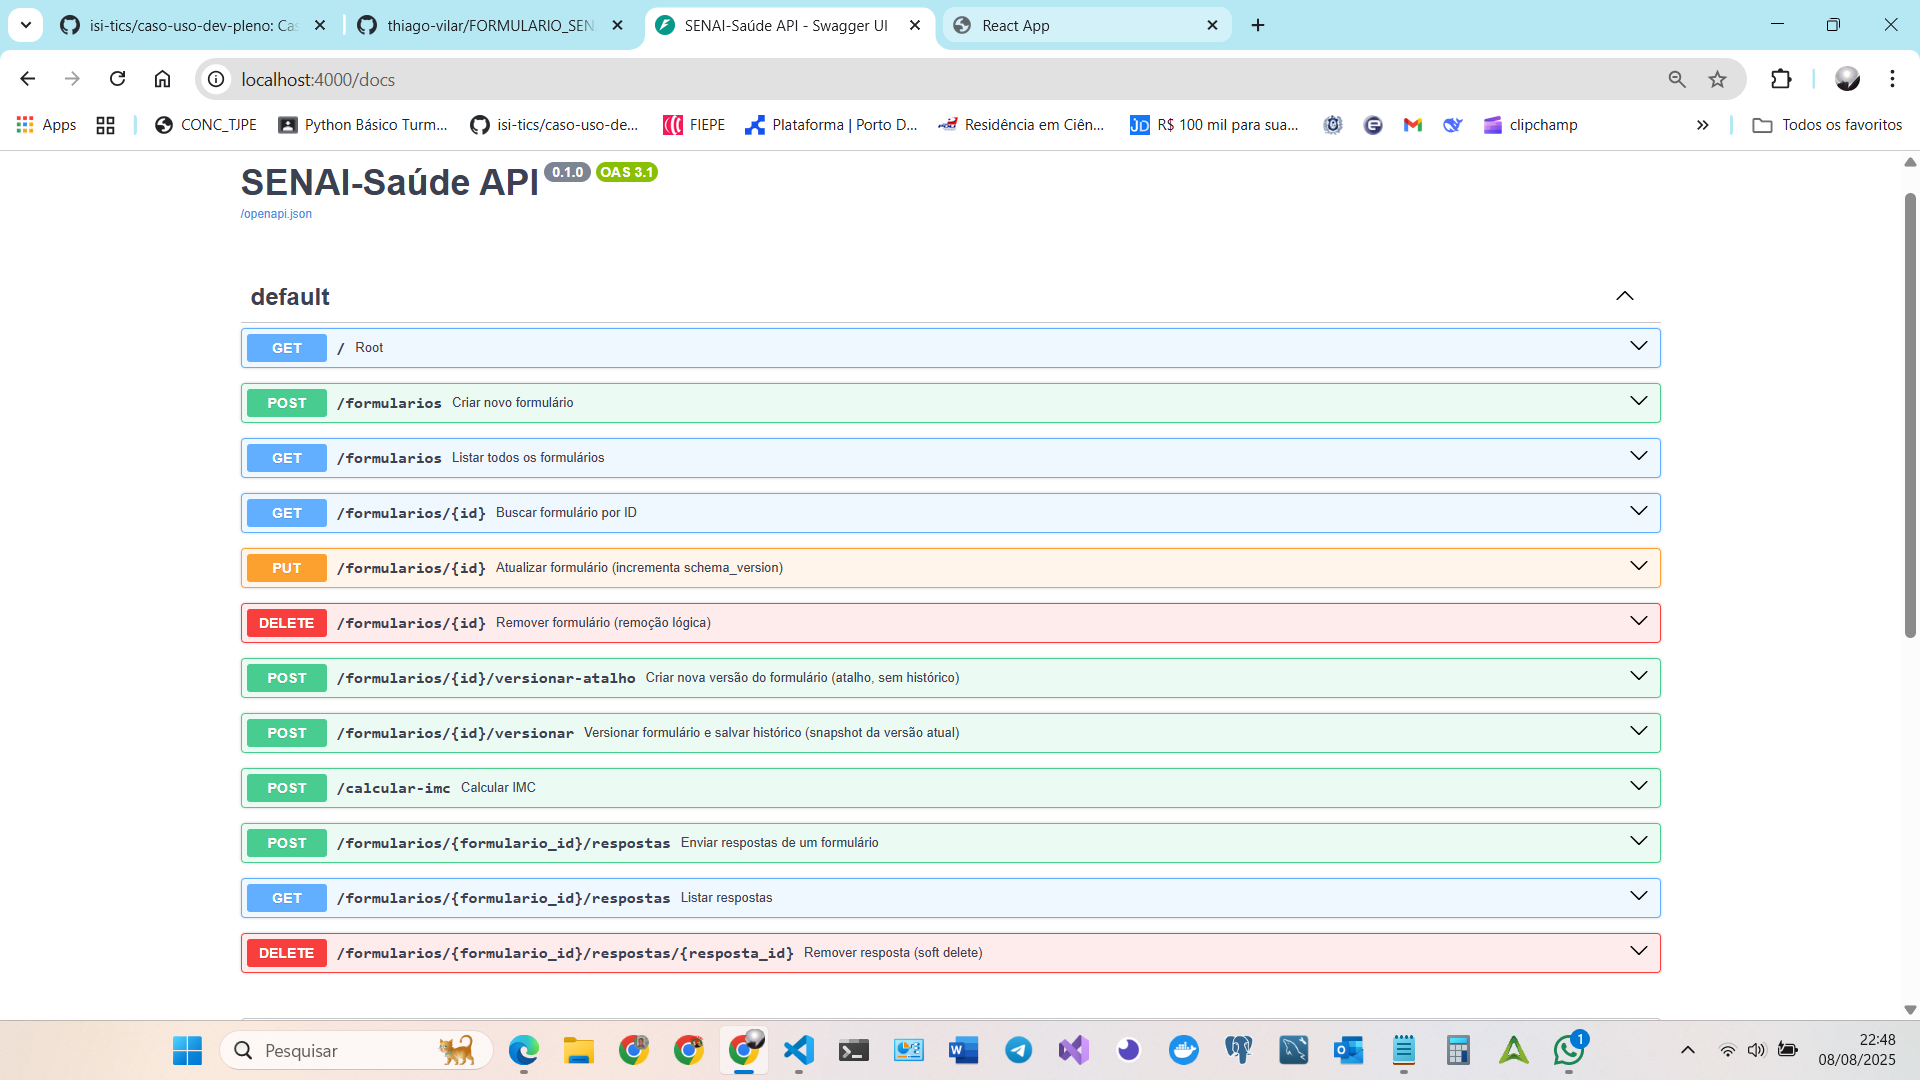 isi-tics/caso-uso-dev-pleno: Ca
thiago-vilar/FORMULARIO_SEN
SENAI-Saúde API - Swagger UI
React App
localhost:4000/docs
Apps
CONC_TJPE
Python Básico Turm...
isi-tics/caso-uso-de...
FIEPE
Plataforma | Porto D...
Residência em Ciên...
R$ 100 mil para sua...
clipchamp
Todos os favoritos
SENAI-Saúde API 0.1.0 OAS 3.1
/openapi.json
default
GET / Root
POST /formularios Criar novo formulário
GET /formularios Listar todos os formulários
GET /formularios/{id} Buscar formulário por ID
PUT /formularios/{id} Atualizar formulário (incrementa schema_version)
DELETE /formularios/{id} Remover formulário (remoção lógica)
POST /formularios/{id}/versionar-atalho Criar nova versão do formulário (atalho, sem histórico)
POST /formularios/{id}/versionar Versionar formulário e salvar histórico (snapshot da versão atual)
POST /calcular-imc Calcular IMC
POST /formularios/{formulario_id}/respostas Enviar respostas de um formulário
GET /formularios/{formulario_id}/respostas Listar respostas
DELETE /formularios/{formulario_id}/respostas/{resposta_id} Remover resposta (soft delete)
Pesquisar
1
22:48
08/08/2025